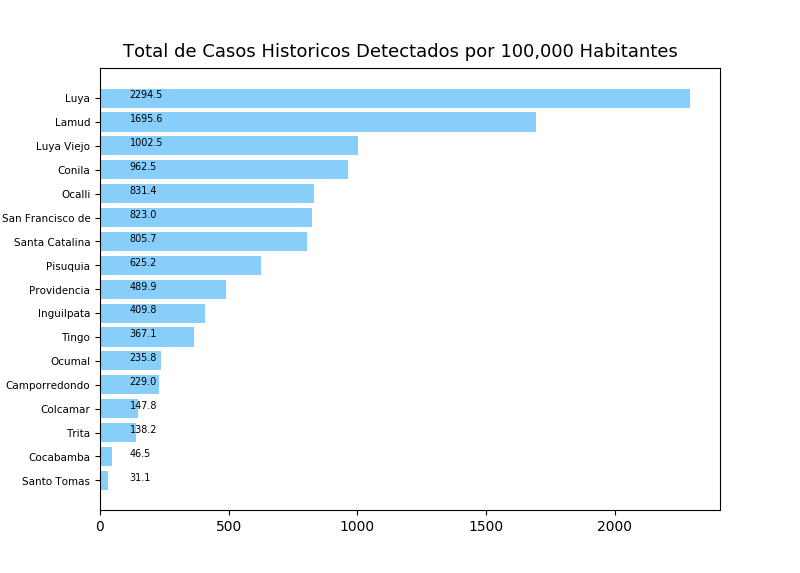 Total de Casos Historicos Detectados por 100,000 Habitantes
Luya 2294.5
Lamud 1695.6
Luya Viejo 1002.5
Conila 962.5
Ocalli 831.4
San Francisco de 823.0
Santa Catalina 805.7
Pisuquia 625.2
Providencia 489.9
Inguilpata 409.8
Tingo 367.1
Ocumal 235.8
Camporredondo 229.0
Colcamar 147.8
Trita 138.2
Cocabamba 46.5
Santo Tomas 31.1
0 500 1000 1500 2000